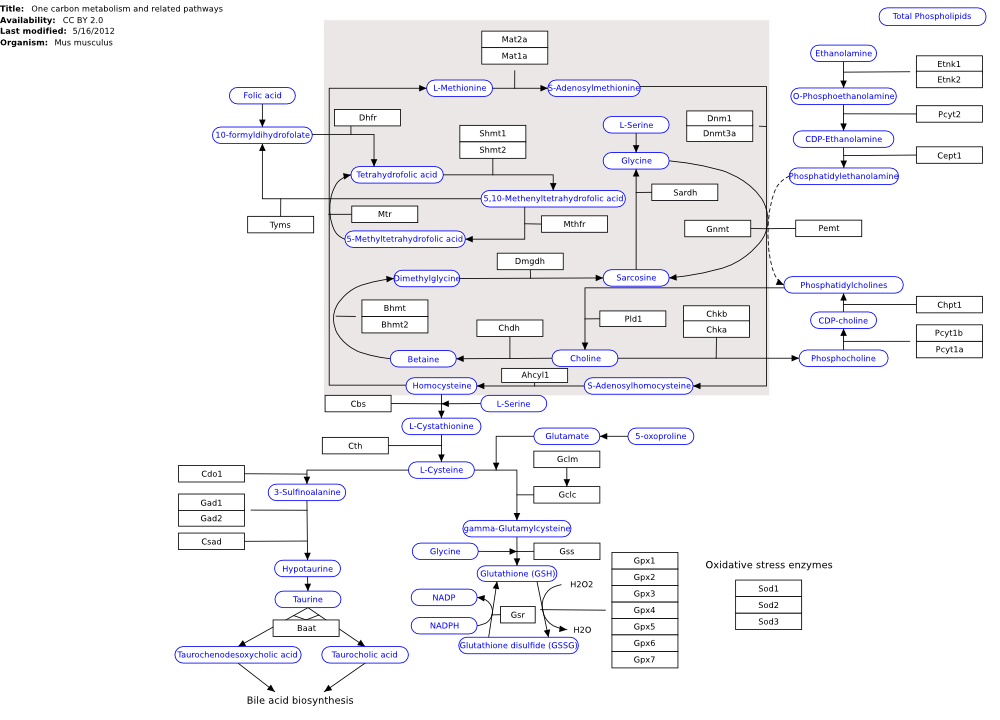 Title: One carbon metabolism and related pathways
Availability: CC BY 2.0
Last modified: 5/16/2012
Organism: Mus musculus
Total Phospholipids
Mat2a
Mat1a
Ethanolamine
Etnk1
Etnk2
L-Methionine
S-Adenosylmethionine
Folic acid
O-Phosphoethanolamine
Pcyt2
Dhfr
Dnm1
Dnmt3a
L-Serine
10-formyldihydrofolate
Shmt1
Shmt2
CDP-Ethanolamine
Cept1
Glycine
Tetrahydrofolic acid
Phosphatidylethanolamine
Sardh
5,10-Methenyltetrahydrofolic acid
Mtr
Tyms
Mthfr
Gnmt
Pemt
5-Methyltetrahydrofolic acid
Dmgdh
Dimethylglycine
Sarcosine
Phosphatidylcholines
Bhmt
Bhmt2
Chpt1
Pld1
Chkb
Chka
CDP-choline
Chdh
Pcyt1b
Pcyt1a
Betaine
Choline
Phosphocholine
Ahcyl1
Homocysteine
S-Adenosylhomocysteine
Cbs
L-Serine
L-Cystathionine
Glutamate
5-oxoproline
Cth
Gclm
L-Cysteine
Cdo1
3-Sulfinoalanine
Gclc
Gad1
Gad2
gamma-Glutamylcysteine
Csad
Glycine
Gss
Hypotaurine
Glutathione (GSH)
Gpx1
Gpx2
Gpx3
Gpx4
Gpx5
Gpx6
Gpx7
Oxidative stress enzymes
Sod1
Sod2
Sod3
H2O2
NADP
Taurine
Gsr
NADPH
H2O
Baat
Glutathione disulfide (GSSG)
Taurochenodesoxycholic acid
Taurocholic acid
Bile acid biosynthesis